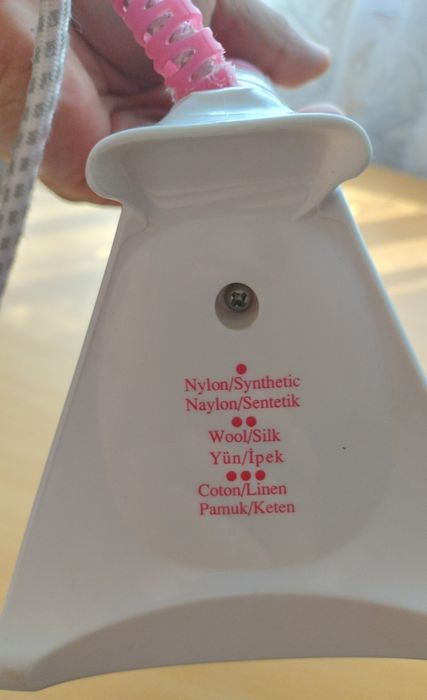 ●
Nylon/Synthetic
Naylon/Sentetik
●●
Wool/Silk
Yün/İpek
●●●
Coton/Linen
Pamuk/Keten